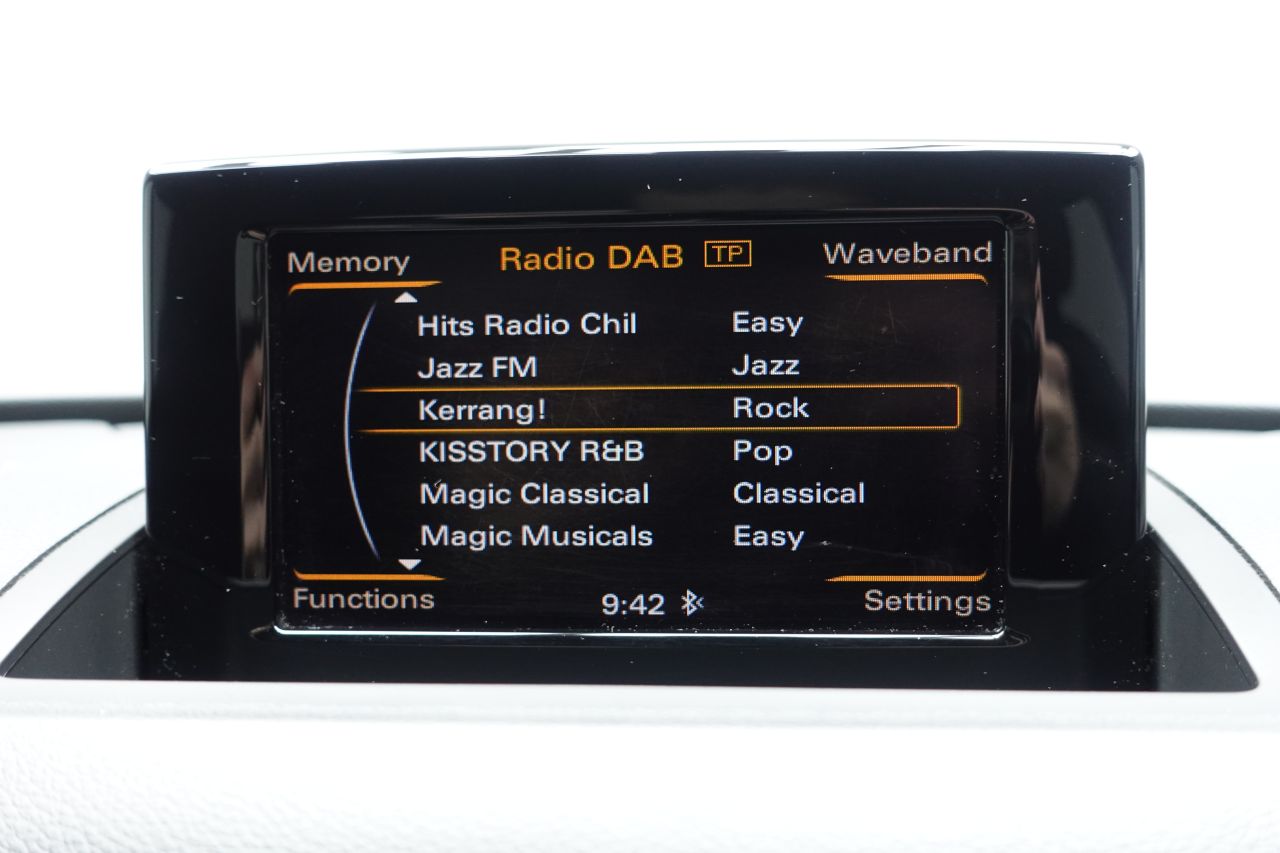 Memory Radio DAB TP Waveband
Hits Radio Chil Easy
Jazz FM Jazz
Kerrang! Rock
KISSTORY R&B Pop
Magic Classical Classical
Magic Musicals Easy
Functions 9:42 Settings